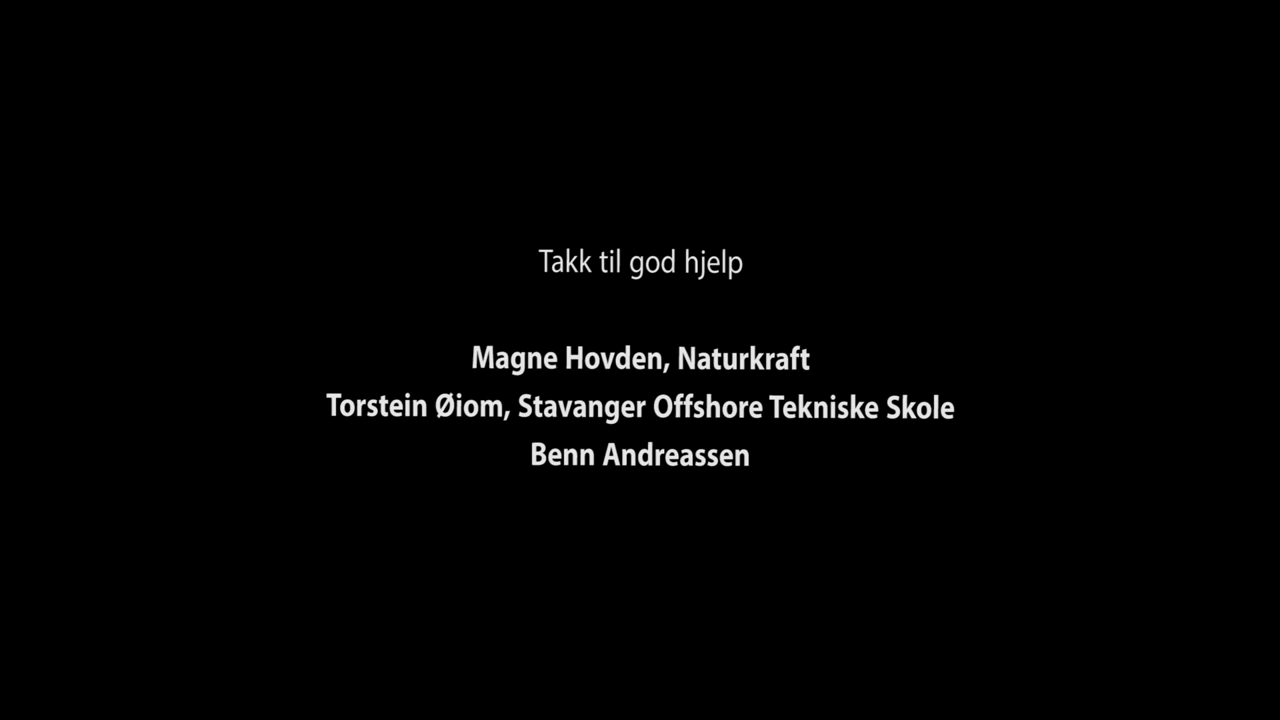 Takk til god hjelp
Magne Hovden, Naturkraft
Torstein Øiom, Stavanger Offshore Tekniske Skole
Benn Andreassen